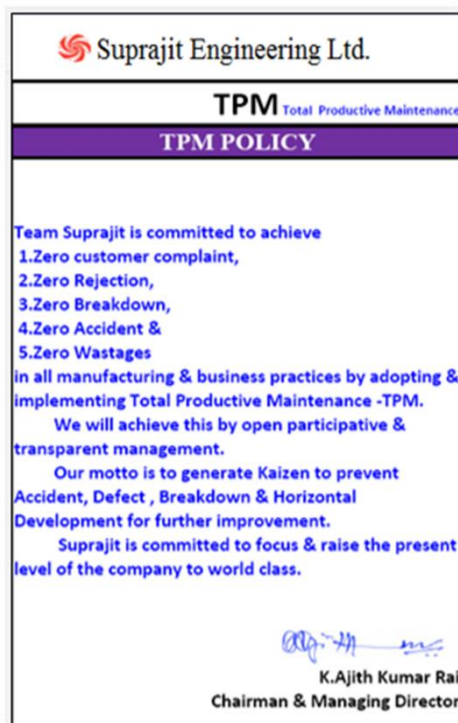 Suprajit Engineering Ltd.
TPM Total Productive Maintenance
TPM POLICY
Team Suprajit is committed to achieve
1.Zero customer complaint,
2.Zero Rejection,
3.Zero Breakdown,
4.Zero Accident &
5.Zero Wastages
in all manufacturing & business practices by adopting &
implementing Total Productive Maintenance -TPM.
We will achieve this by open participative &
transparent management.
Our motto is to generate Kaizen to prevent
Accident, Defect , Breakdown & Horizontal
Development for further improvement.
Suprajit is committed to focus & raise the present
level of the company to world class.
K.Ajith Kumar Rai
Chairman & Managing Director